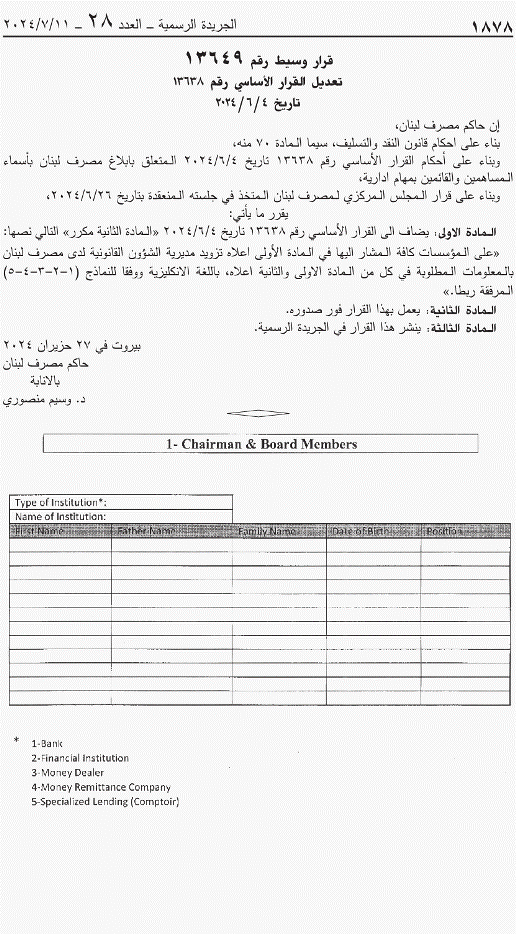 ١٨٧٨
الجريدة الرسمية – العدد ٢٨ – ٢٠٢٤/٧/١١
قرار وسيط رقم ١٣٦٤٩
تعديل القرار الأساسي رقم ١٣٦٣٨
تاريخ ٢٠٢٤/٦/٤
إن حاكم مصرف لبنان،
بناء على احكام قانون النقد والتسليف، سيما المادة ٧٠ منه،
وبناء على أحكام القرار الأساسي رقم ١٣٦٣٨ تاريخ ٢٠٢٤/٦/٤ المتعلق بابلاغ مصرف لبنان بأسماء
المساهمين والقائمين بمهام ادارية،
وبناء على قرار المجلس المركزي لمصرف لبنان المتخذ في جلسته المنعقدة بتاريخ ٢٠٢٤/٦/٢٦،
يقرر ما يأتي:
المادة الاولى: يضاف الى القرار الأساسي رقم ١٣٦٣٨ تاريخ ٢٠٢٤/٦/٤ «المادة الثانية مكرر» التالي نصها:
«على المؤسسات كافة المشار اليها في المادة الأولى اعلاه تزويد مديرية الشؤون القانونية لدى مصرف لبنان
بالمعلومات المطلوبة في كل من المادة الاولى والثانية اعلاه، باللغة الانكليزية ووفقا للنماذج (١-٢-٣-٤-٥)
المرفقة ربطا.»
المادة الثانية: يعمل بهذا القرار فور صدوره.
المادة الثالثة: ينشر هذا القرار في الجريدة الرسمية.
بيروت في ٢٧ حزيران ٢٠٢٤
حاكم مصرف لبنان
بالانابة
د. وسيم منصوري
1- Chairman & Board Members
Type of Institution*:
Name of Institution:
First Name Father Name Family Name Date of Birth Position
* 1-Bank
2-Financial Institution
3-Money Dealer
4-Money Remittance Company
5-Specialized Lending (Comptoir)